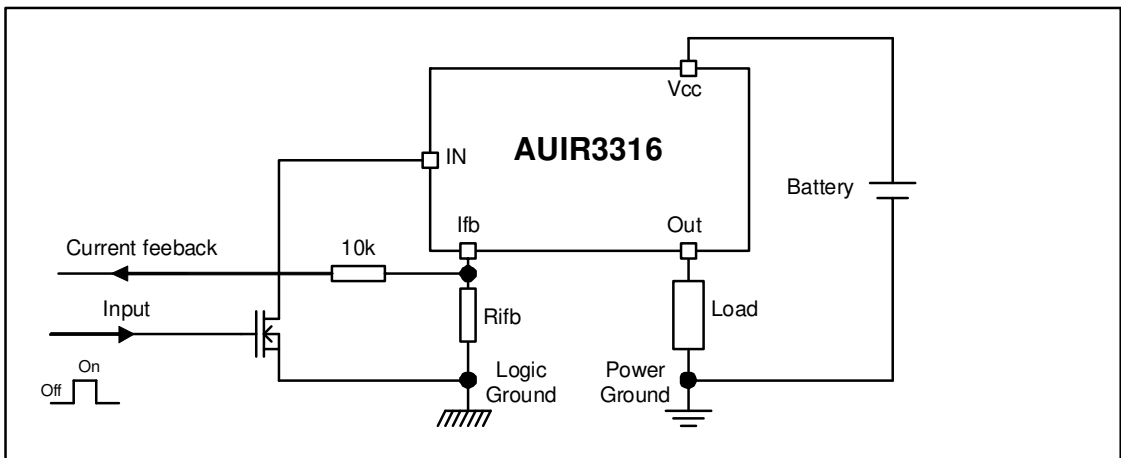 Vcc
AUIR3316
IN
Battery
Ifb
Out
Current feeback
10k
Input
Rifb
Load
On
Off
Logic
Ground
Power
Ground